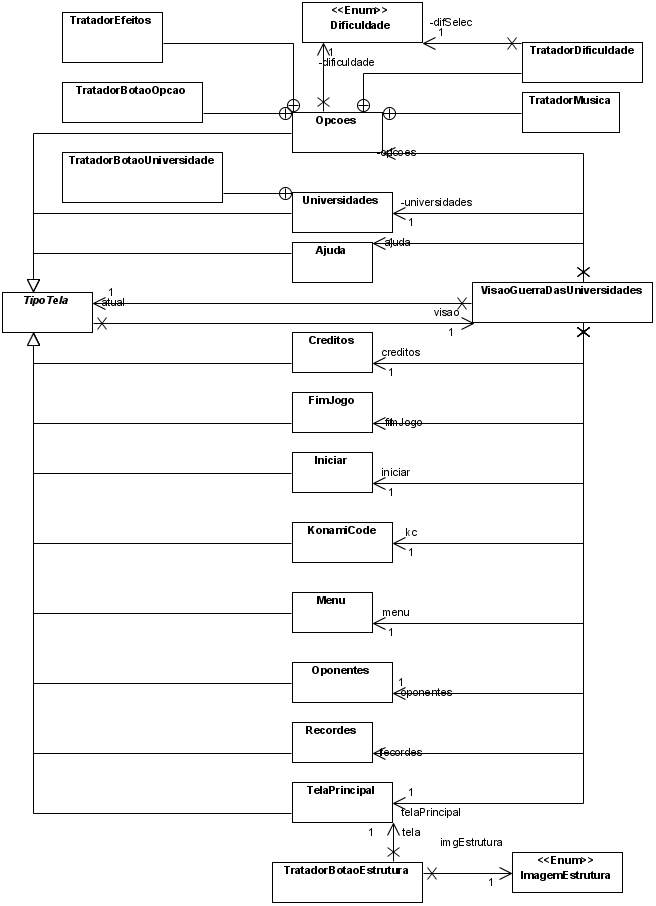 TratadorEfeitos
<<Enum>>
Dificuldade
-difSelec
1
TratadorDificuldade
1
-dificuldade
TratadorBotaoOpcao
TratadorMusica
Opcoes
-opcoes
TratadorBotaoUniversidade
Universidades
-universidades
1
Ajuda
ajuda
TipoTela
1
atual
visao
1
VisaoGuerraDasUniversidades
Creditos
creditos
1
FimJogo
fimJogo
Iniciar
iniciar
1
KonamiCode
kc
1
Menu
menu
1
Oponentes
1
oponentes
Recordes
-recordes
TelaPrincipal
1
telaPrincipal
1
tela
imgEstrutura
TratadorBotaoEstrutura
1
<<Enum>>
ImagemEstrutura